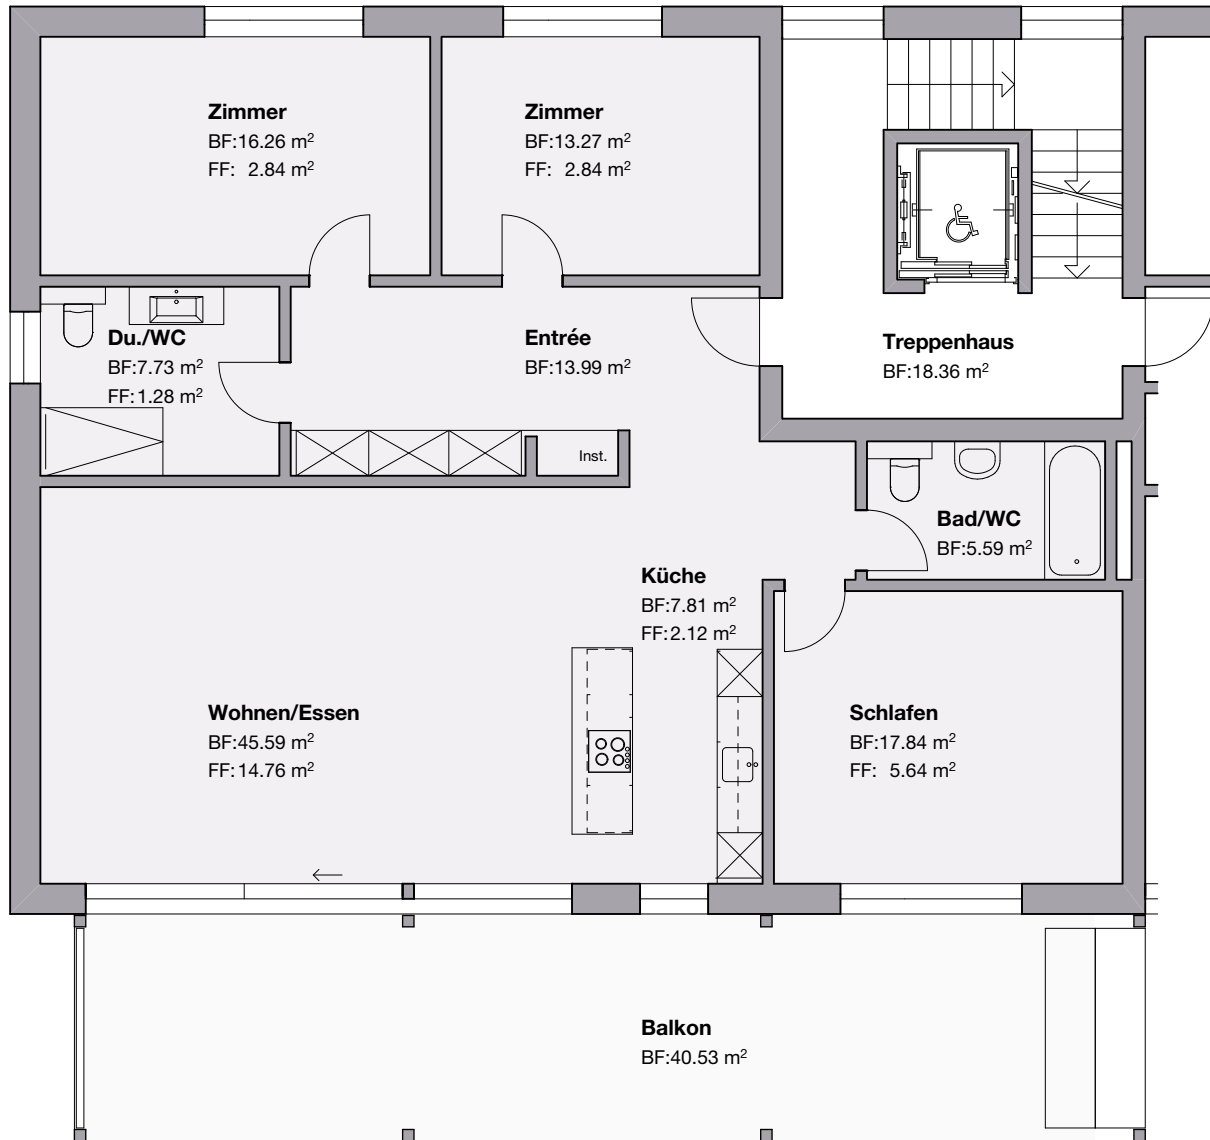 Zimmer
BF:16.26 m²
FF: 2.84 m²
Zimmer
BF:13.27 m²
FF: 2.84 m²
Du./WC
BF:7.73 m²
FF:1.28 m²
Entrée
BF:13.99 m²
Treppenhaus
BF:18.36 m²
Inst.
Bad/WC
BF:5.59 m²
Küche
BF:7.81 m²
FF:2.12 m²
Wohnen/Essen
BF:45.59 m²
FF:14.76 m²
Schlafen
BF:17.84 m²
FF: 5.64 m²
Balkon
BF:40.53 m²